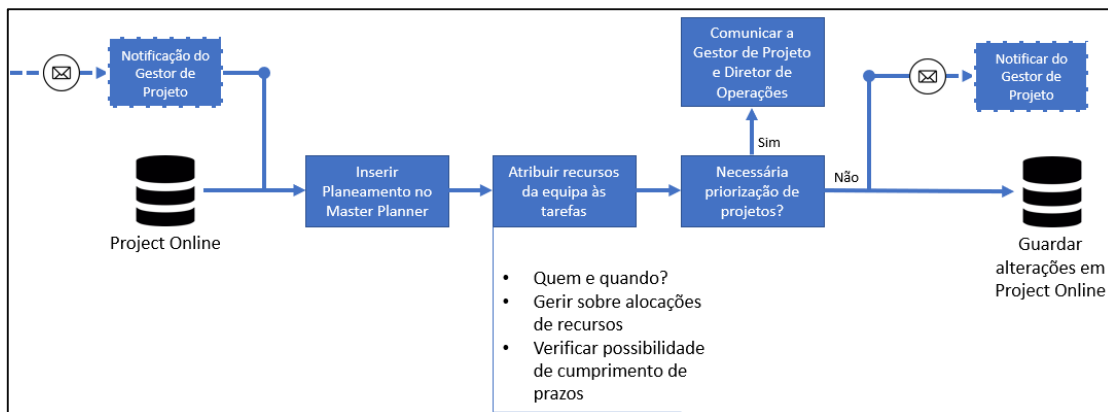 Notificação do
Gestor de
Projeto
Project Online
Inserir
Planeamento no
Master Planner
Atribuir recursos
da equipa às
tarefas
• Quem e quando?
• Gerir sobre alocações
de recursos
• Verificar possibilidade
de cumprimento de
prazos
Comunicar a
Gestor de Projeto
e Diretor de
Operações
Sim
Necessária
priorização de
projetos?
Não
Notificar do
Gestor de
Projeto
Guardar
alterações em
Project Online